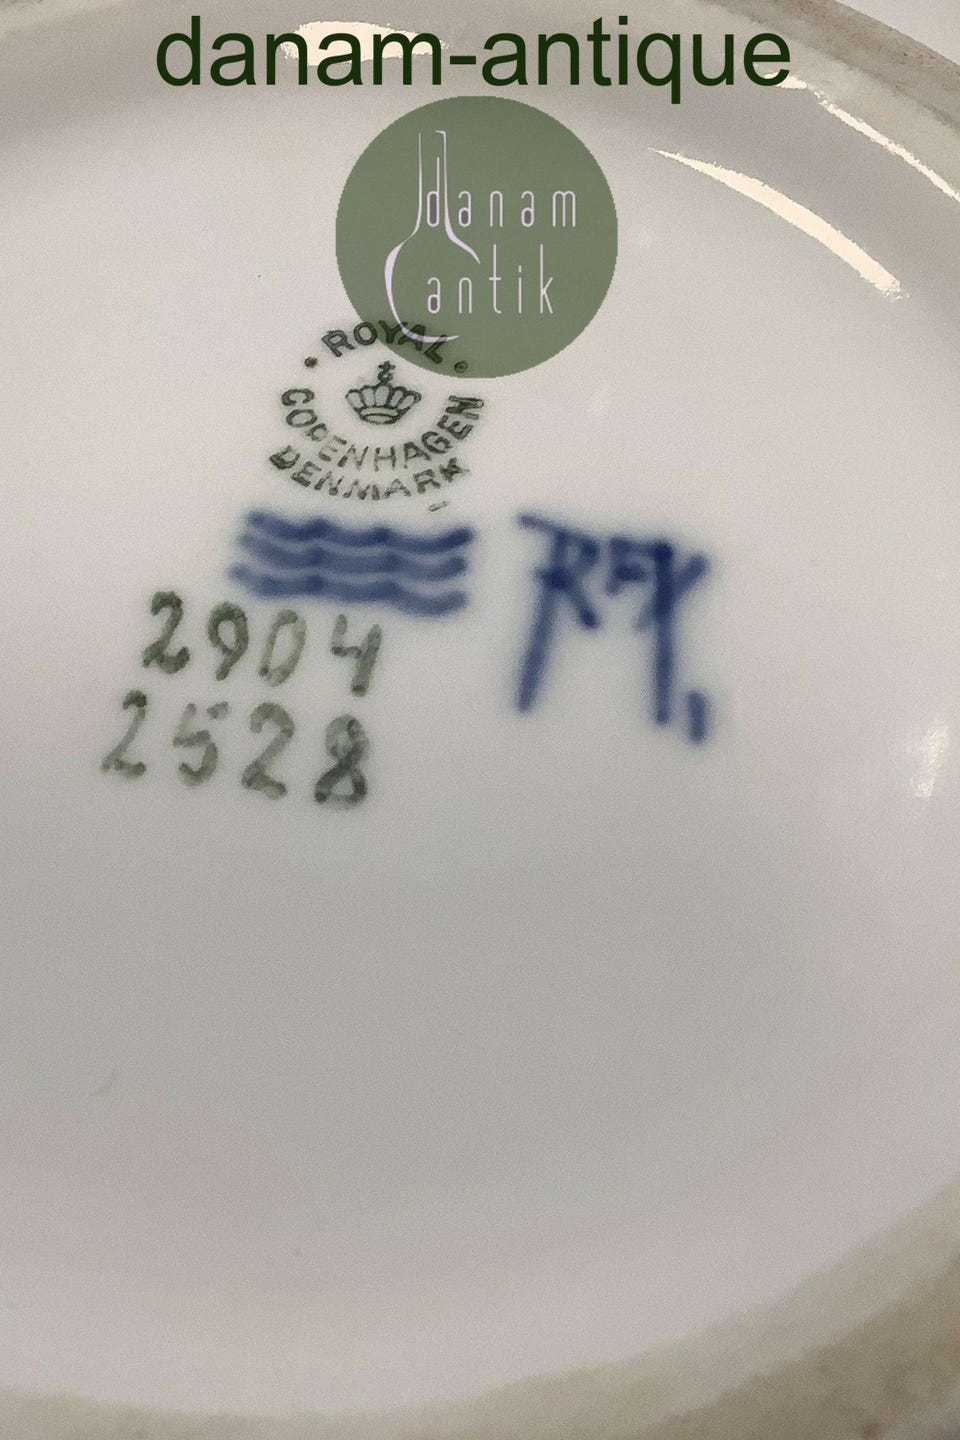 danam-antique
danam
antik
ROYAL
COPENHAGEN
DENMARK
2904
2528